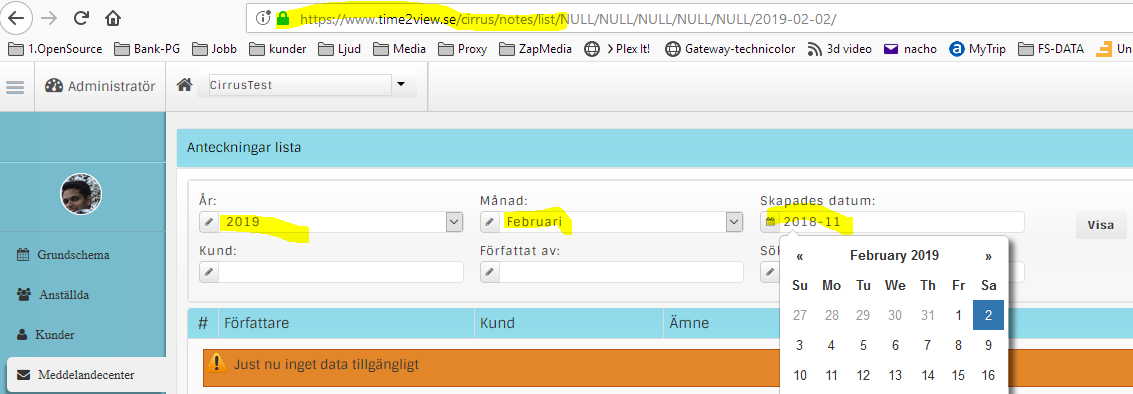 https://www.time2view.se/cirrus/notes/list/NULL/NULL/NULL/NULL/NULL/2019-02-02/
1.OpenSource Bank-PG Jobb kunder Ljud Media Proxy ZapMedia > Plex It! Gateway-technicolor 3d video nacho MyTrip FS-DATA
Administratör CirrusTest
Anteckningar lista
År: Månad: Skapades datum:
2019 Februari 2018-11 Visa
Kund: Författat av: Sök
« February 2019 »
Su Mo Tu We Th Fr Sa
Grundschema
27 28 29 30 31 1 2
# Författare Kund Ämne
Anställda
3 4 5 6 7 8 9
Kunder
Just nu inget data tillgängligt
10 11 12 13 14 15 16
Meddelandecenter